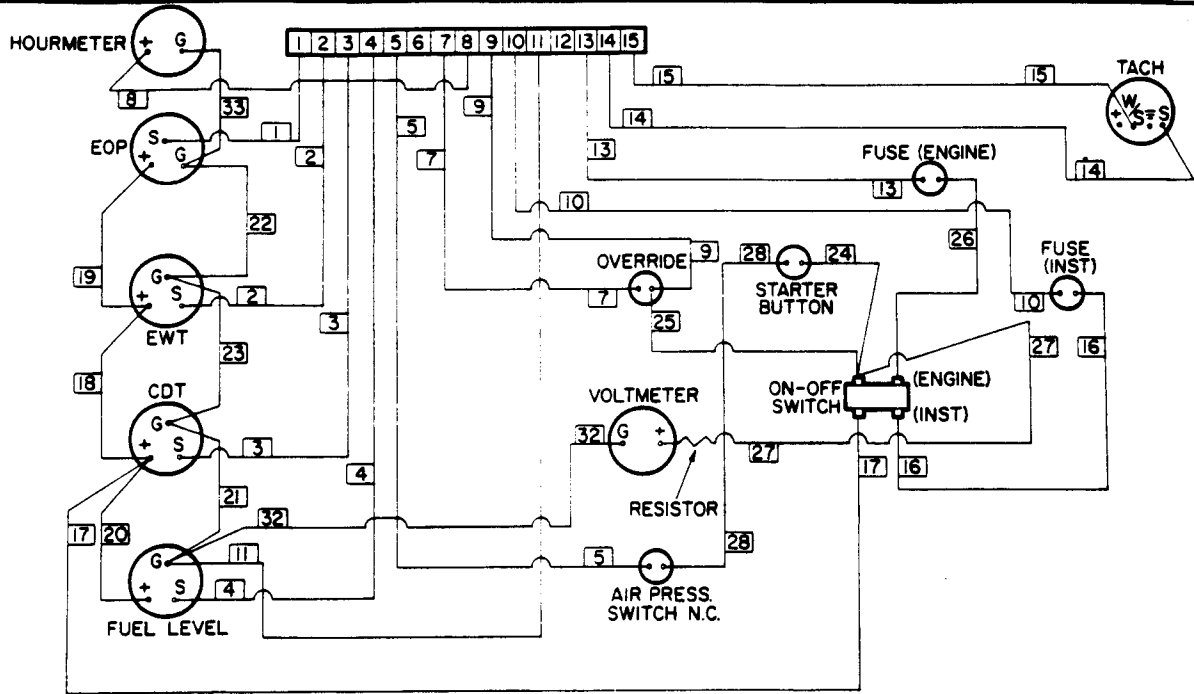 HOURMETER
+ G
1 2 3 4 5 6 7 8 9 10 11 12 13 14 15
8
33
15
15
TACH
W/
+ S S
EOP
S
+ G
1
9
5
14
14
2
7
13
FUSE (ENGINE)
13
10
22
26
19
G
+ S
EWT
2
9
OVERRIDE
7
28
24
STARTER
BUTTON
FUSE
(INST)
10
3
25
23
27
16
18
CDT
G
+ S
3
VOLTMETER
32
G +
ON-OFF
SWITCH
(ENGINE)
(INST)
27
17
16
4
RESISTOR
21
32
17
20
11
G
+ S
4
FUEL LEVEL
28
5
AIR PRESS.
SWITCH N.C.